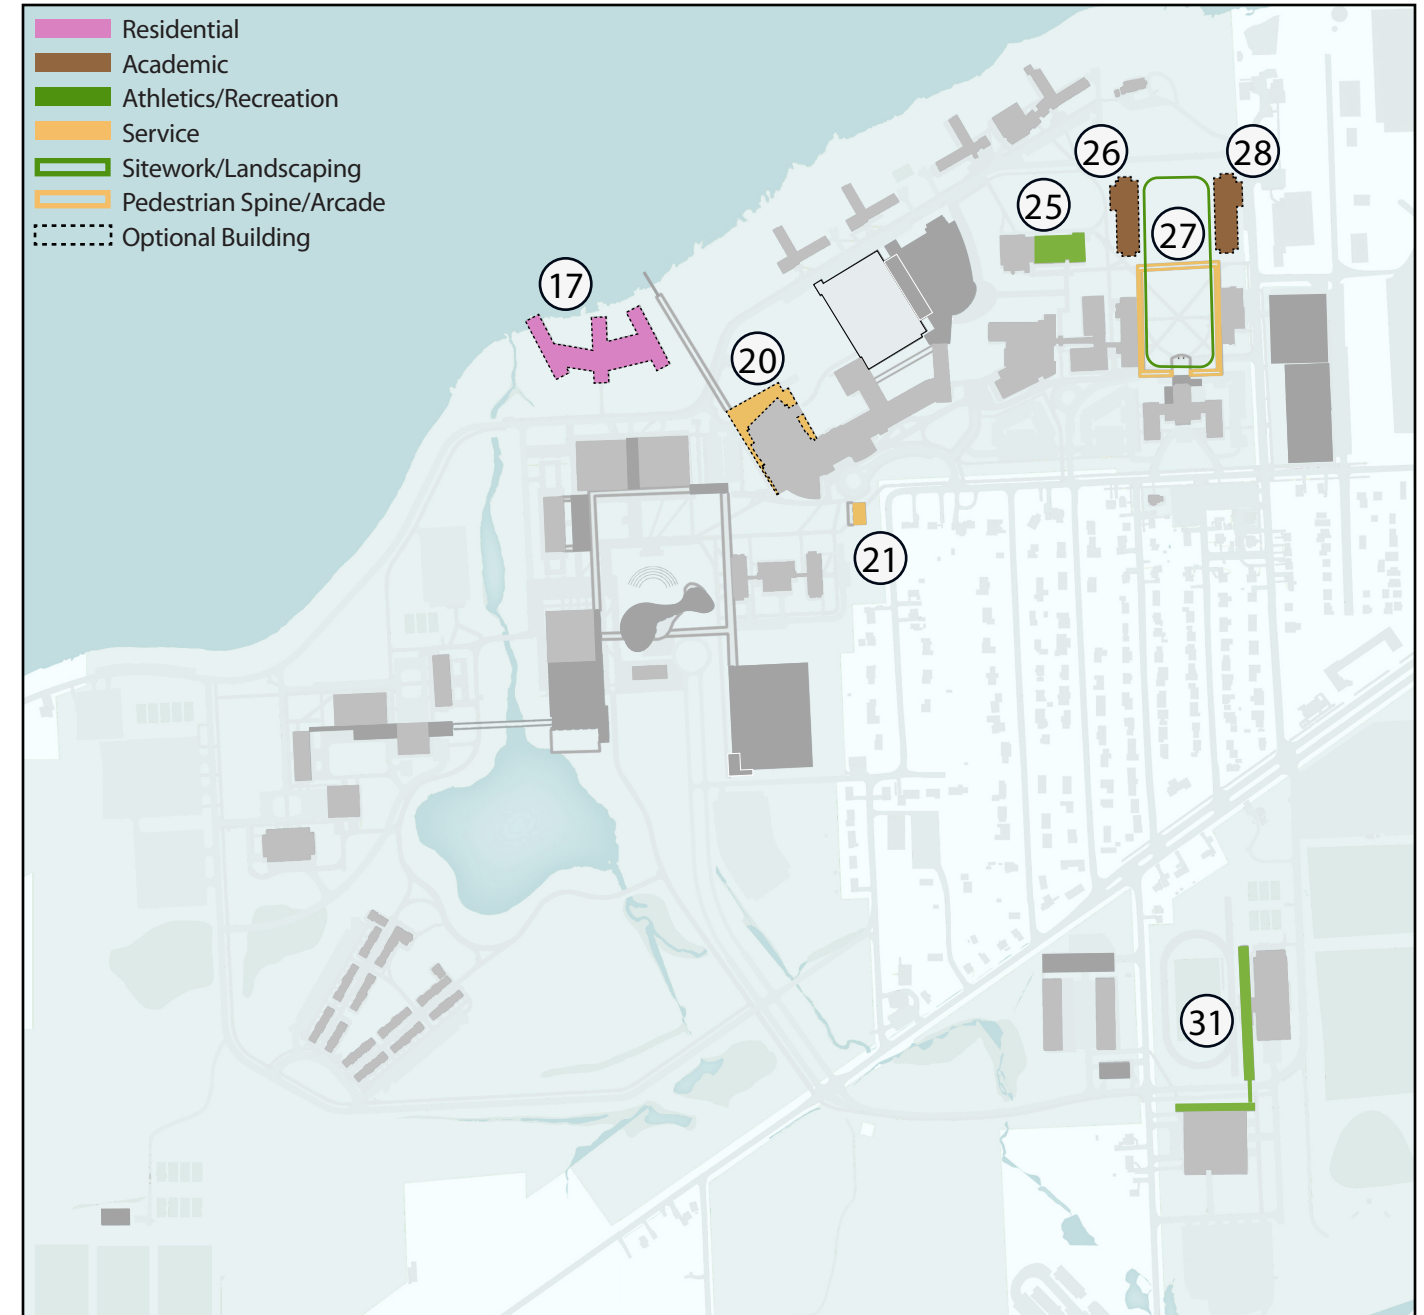 Residential
Academic
Athletics/Recreation
Service
Sitework/Landscaping
Pedestrian Spine/Arcade
Optional Building
26
28
25
27
17
20
21
31